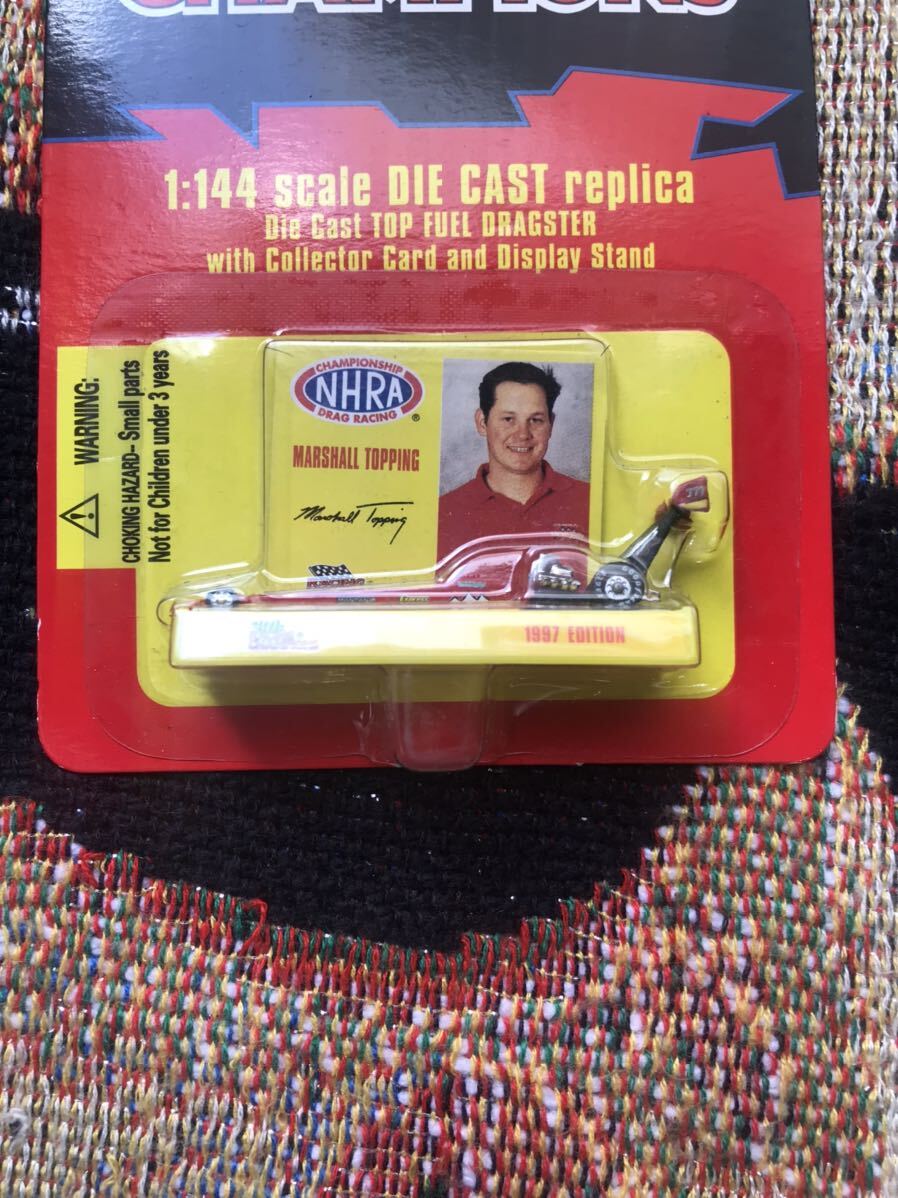 CHAMPIONS
1:144 scale DIE CAST replica
Die Cast TOP FUEL DRAGSTER
with Collector Card and Display Stand
WARNING:
CHOKING HAZARD-- Small parts
Not for Children under 3 years
CHAMPIONSHIP
NHRA
DRAG RACING
®
MARSHALL TOPPING
Marshall Topping
RACING
1997 EDITION